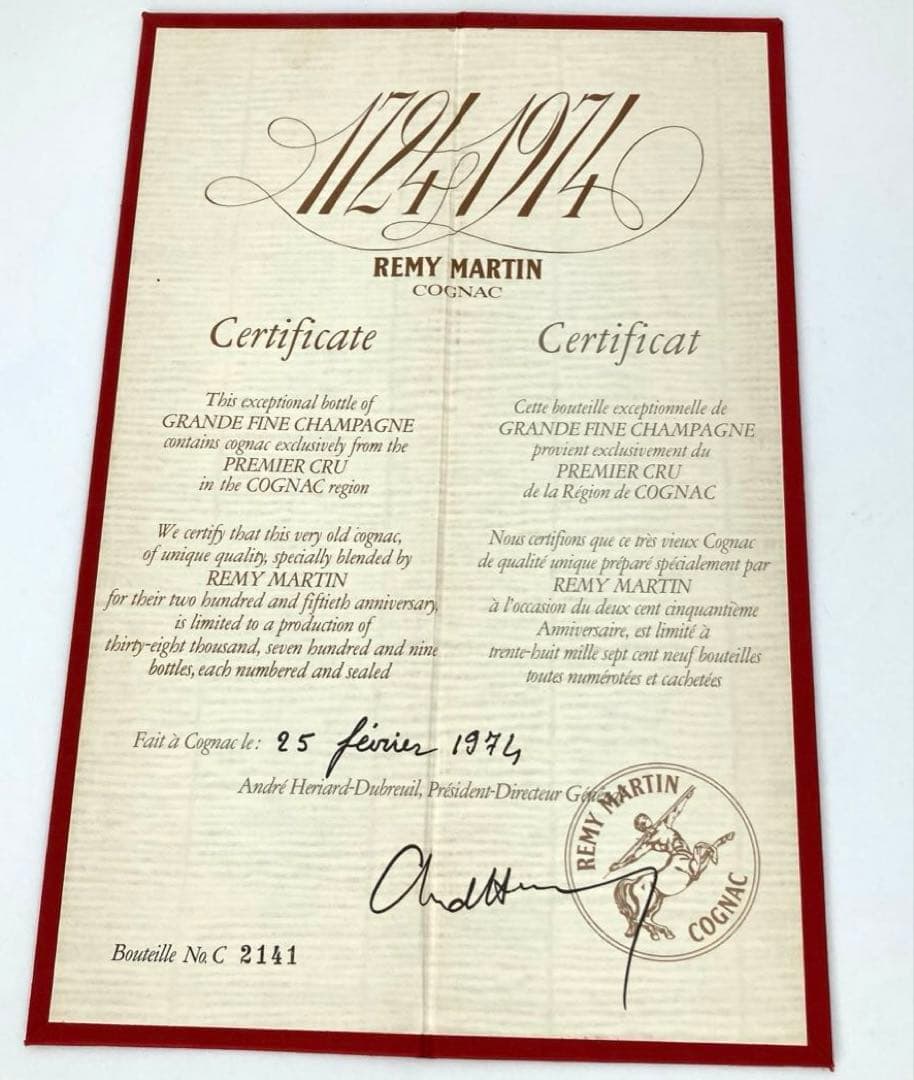 1724 1974
REMY MARTIN
COGNAC
Certificate
This exceptional bottle of
GRANDE FINE CHAMPAGNE
contains cognac exclusively from the
PREMIER CRU
in the COGNAC region
We certify that this very old cognac,
of unique quality, specially blended by
REMY MARTIN
for their two hundred and fiftieth anniversary,
is limited to a production of
thirty-eight thousand, seven hundred and nine
bottles, each numbered and sealed
Certificat
Cette bouteille exceptionnelle de
GRANDE FINE CHAMPAGNE
provient exclusivement du
PREMIER CRU
de la Région de COGNAC
Nous certifions que ce très vieux Cognac
de qualité unique préparé spécialement par
REMY MARTIN
à l'occasion du deux cent cinquantième
Anniversaire, est limité à
trente-huit mille sept cent neuf bouteilles
toutes numérotées et cachetées
Fait à Cognac le: 25 février 1974
André Heriard-Dubreuil, Président-Directeur
REMY MARTIN
COGNAC
Bouteille No. C 2141